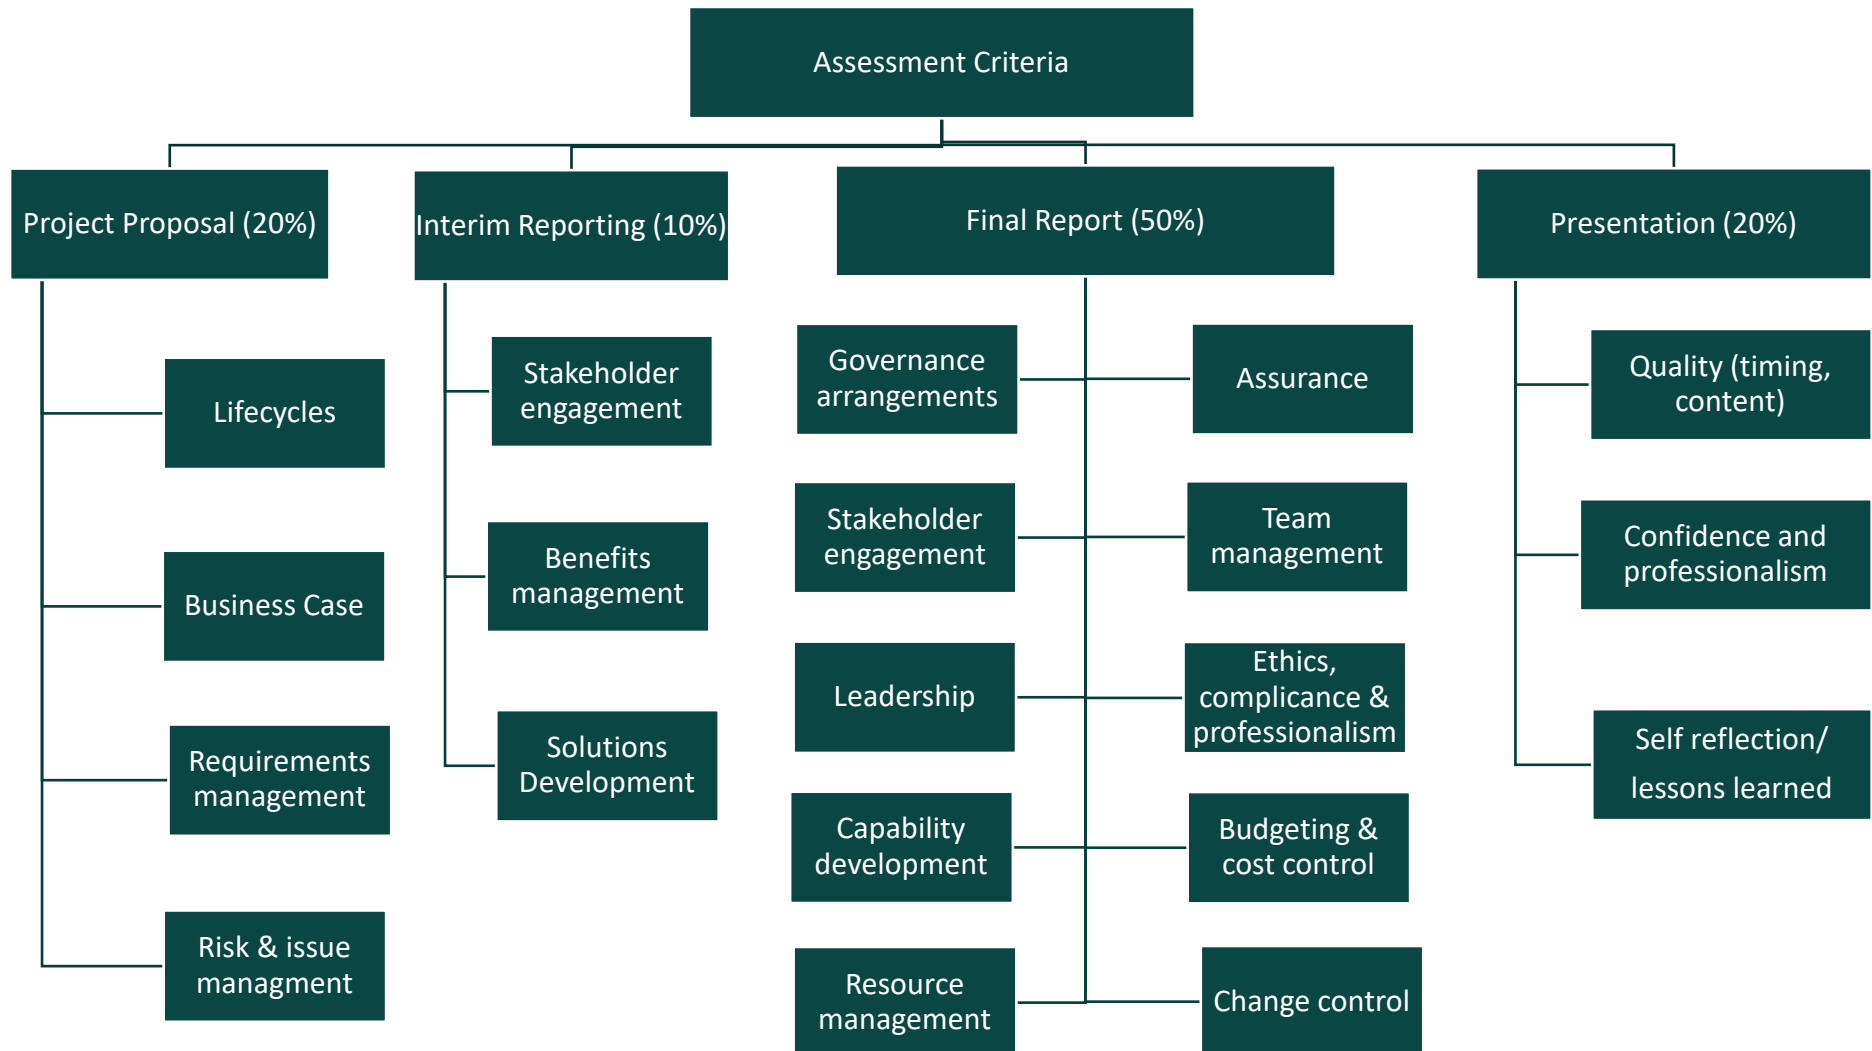 Assessment Criteria
Project Proposal (20%)
Lifecycles
Business Case
Requirements
management
Risk & issue
managment
Interim Reporting (10%)
Stakeholder
engagement
Benefits
management
Solutions
Development
Final Report (50%)
Governance
arrangements
Assurance
Stakeholder
engagement
Team
management
Leadership
Ethics,
complicance &
professionalism
Capability
development
Budgeting &
cost control
Resource
management
Change control
Presentation (20%)
Quality (timing,
content)
Confidence and
professionalism
Self reflection/
lessons learned